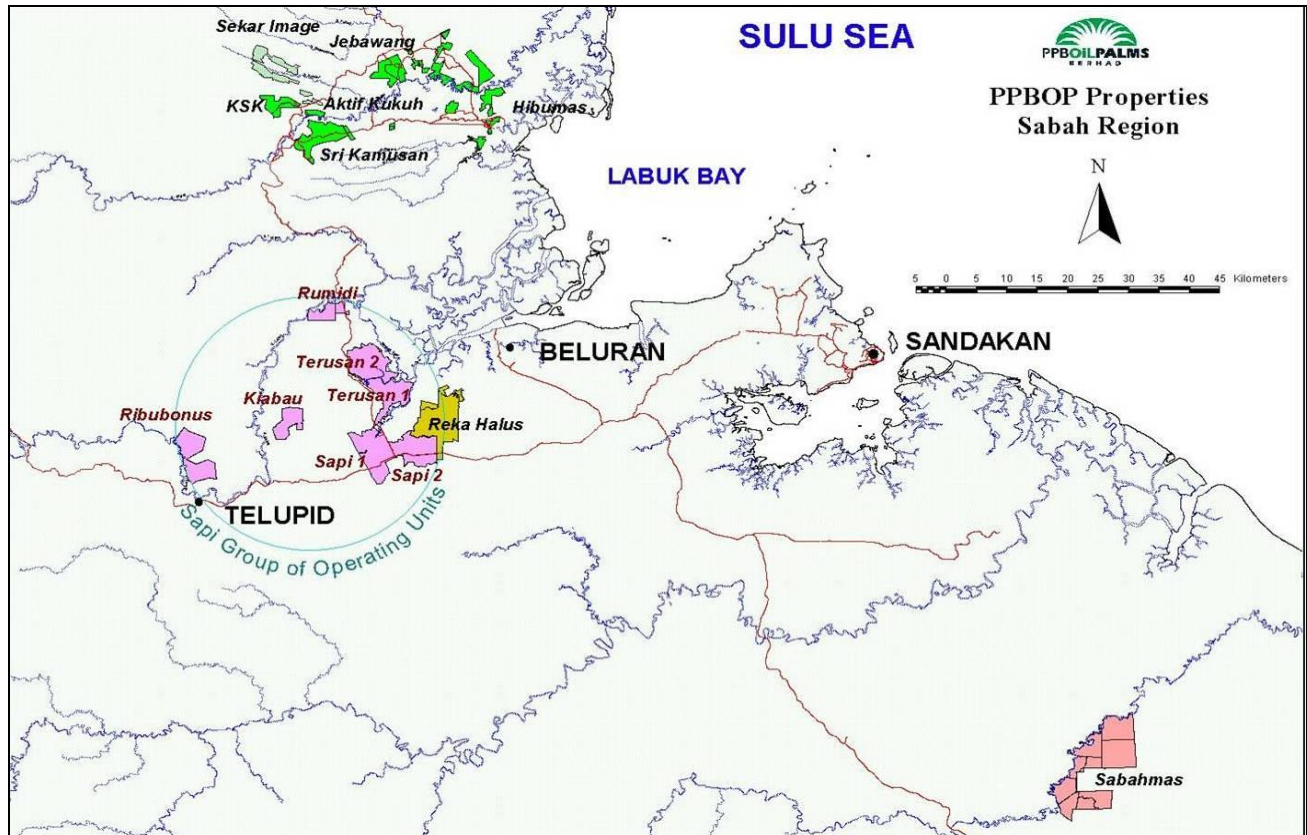 Sekar Image
Jebawang
SULU SEA
PPBOILPALMS
BERHAD
PPBOP Properties
Sabah Region
KSK
Aktif Kukuh
Hibumas
Sri Kamusan
LABUK BAY
N
5 0 5 10 15 20 25 30 35 40 45 Kilometers
Rumidi
BELURAN
SANDAKAN
Terusan 2
Terusan 1
Ribubonus
Kiabau
Reka Halus
Sapi 1
Sapi 2
TELUPID
Sapi Group of Operating Units
Sabahmas